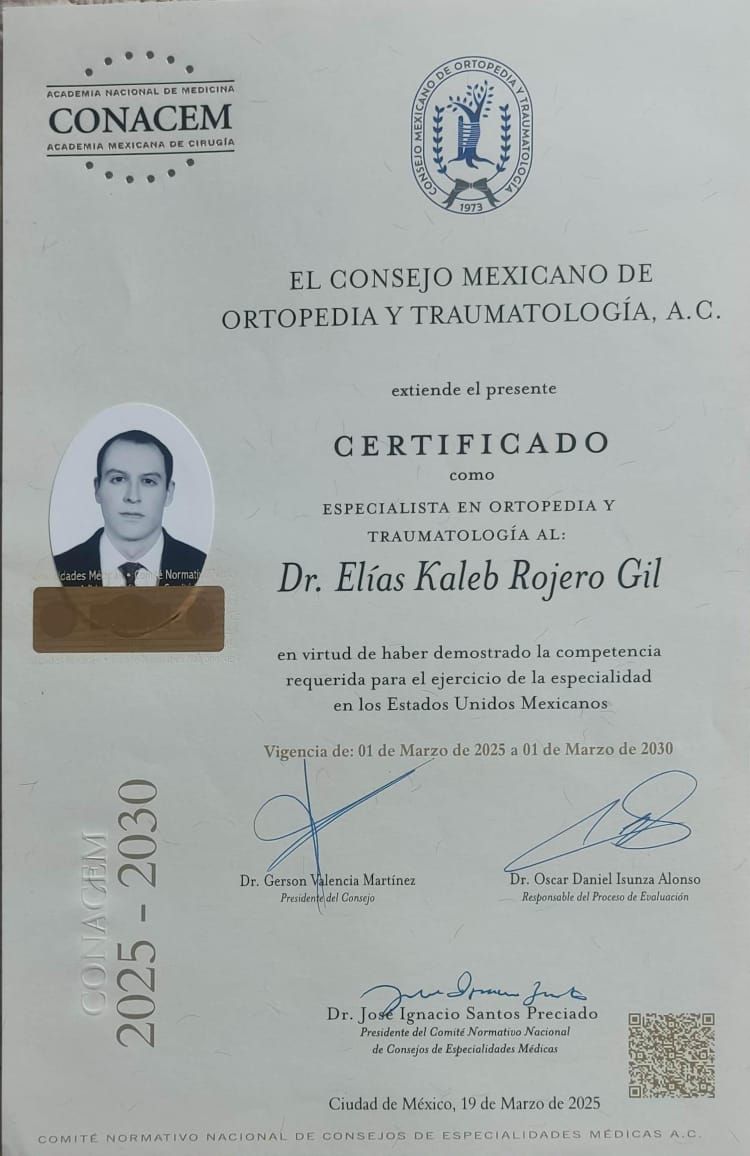 ACADEMIA NACIONAL DE MEDICINA
CONACEM
ACADEMIA MEXICANA DE CIRUGÍA
CONSEJO MEXICANO DE ORTOPEDIA Y TRAUMATOLOGÍA
1973
EL CONSEJO MEXICANO DE
ORTOPEDIA Y TRAUMATOLOGÍA, A.C.
extiende el presente
CERTIFICADO
como
ESPECIALISTA EN ORTOPEDIA Y
TRAUMATOLOGÍA AL:
Dr. Elías Kaleb Rojero Gil
en virtud de haber demostrado la competencia
requerida para el ejercicio de la especialidad
en los Estados Unidos Mexicanos
Vigencia de: 01 de Marzo de 2025 a 01 de Marzo de 2030
Dr. Gerson Valencia Martínez
Presidente del Consejo
Dr. Oscar Daniel Isunza Alonso
Responsable del Proceso de Evaluación
CONACEM
2025 - 2030
Dr. José Ignacio Santos Preciado
Presidente del Comité Normativo Nacional
de Consejos de Especialidades Médicas
Ciudad de México, 19 de Marzo de 2025
COMITÉ NORMATIVO NACIONAL DE CONSEJOS DE ESPECIALIDADES MÉDICAS A.C.